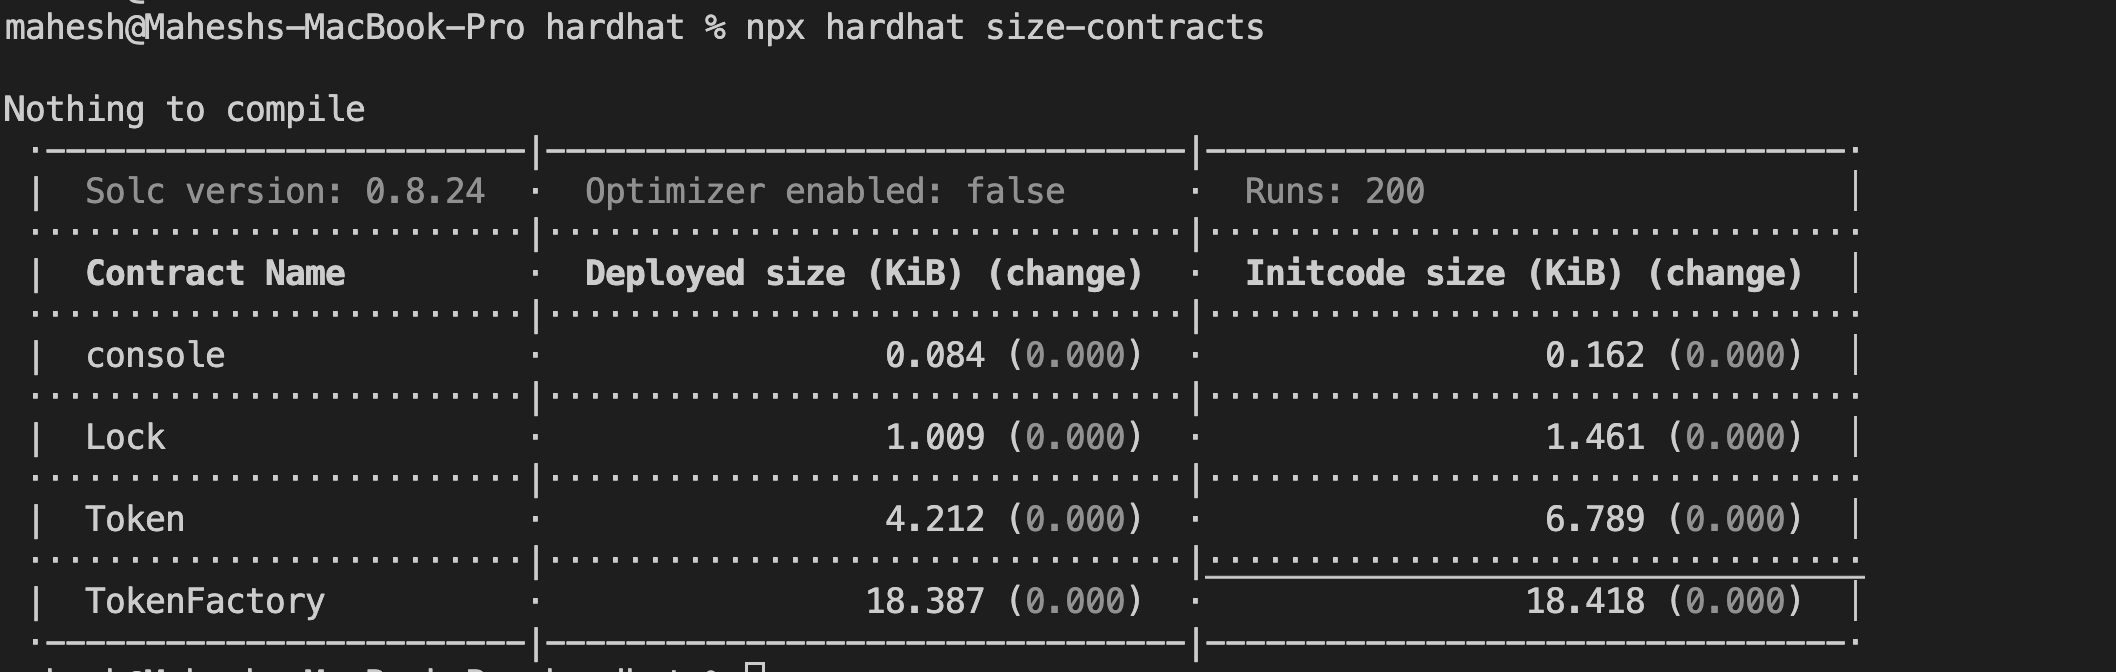 mahesh@Maheshs-MacBook-Pro hardhat % npx hardhat size-contracts
Nothing to compile
| Solc version: 0.8.24 · Optimizer enabled: false · Runs: 200 |
| Contract Name · Deployed size (KiB) (change) · Initcode size (KiB) (change) |
| console · 0.084 (0.000) · 0.162 (0.000) |
| Lock · 1.009 (0.000) · 1.461 (0.000) |
| Token · 4.212 (0.000) · 6.789 (0.000) |
| TokenFactory · 18.387 (0.000) · 18.418 (0.000) |